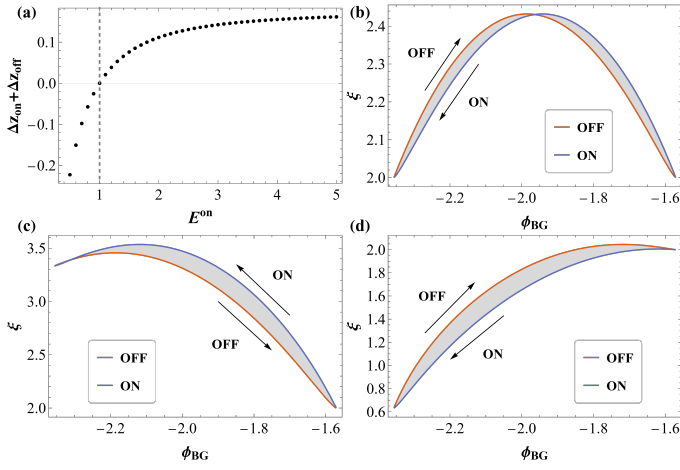 (a)
Δz_on+Δz_off
0.1
0.0
-0.1
-0.2
0 1 2 3 4 5
E^on
(b)
ξ
2.4
2.3
2.2
2.1
2.0
OFF
ON
OFF
ON
-2.2 -2.0 -1.8 -1.6
ϕ_BG
(c)
ξ
3.5
3.0
2.5
2.0
ON
OFF
OFF
ON
-2.2 -2.0 -1.8 -1.6
ϕ_BG
(d)
ξ
2.0
1.8
1.6
1.4
1.2
1.0
0.8
0.6
OFF
ON
OFF
ON
-2.2 -2.0 -1.8 -1.6
ϕ_BG